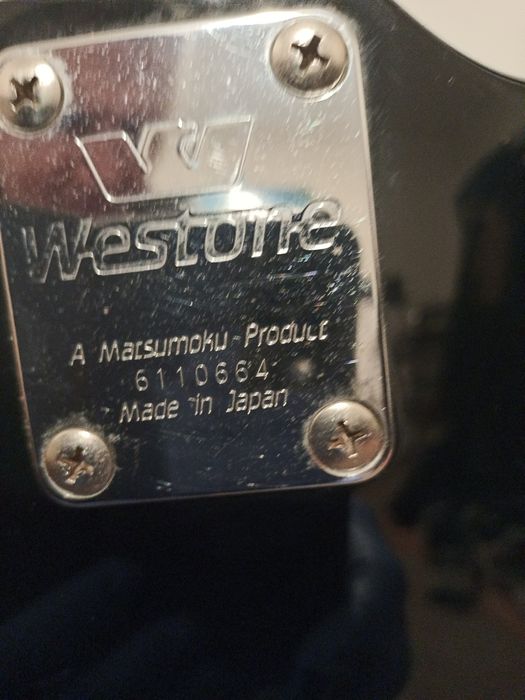 Westone
A Matsumoku Product
6110664
Made in Japan